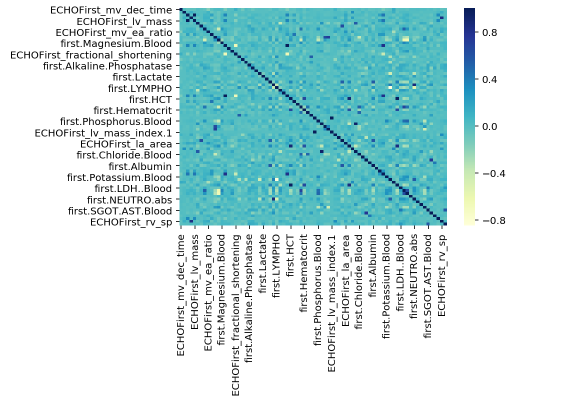 ECHOFirst_mv_dec_time
ECHOFirst_lv_mass
ECHOFirst_mv_ea_ratio
first.Magnesium.Blood
ECHOFirst_fractional_shortening
first.Alkaline.Phosphatase
first.Lactate
first.LYMPHO
first.HCT
first.Hematocrit
first.Phosphorus.Blood
ECHOFirst_lv_mass_index.1
ECHOFirst_la_area
first.Chloride.Blood
first.Albumin
first.Potassium.Blood
first.LDH..Blood
first.NEUTRO.abs
first.SGOT.AST.Blood
ECHOFirst_rv_sp
0.8
0.4
0.0
−0.4
−0.8
ECHOFirst_mv_dec_time
ECHOFirst_lv_mass
ECHOFirst_mv_ea_ratio
first.Magnesium.Blood
ECHOFirst_fractional_shortening
first.Alkaline.Phosphatase
first.Lactate
first.LYMPHO
first.HCT
first.Hematocrit
first.Phosphorus.Blood
ECHOFirst_lv_mass_index.1
ECHOFirst_la_area
first.Chloride.Blood
first.Albumin
first.Potassium.Blood
first.LDH..Blood
first.NEUTRO.abs
first.SGOT.AST.Blood
ECHOFirst_rv_sp